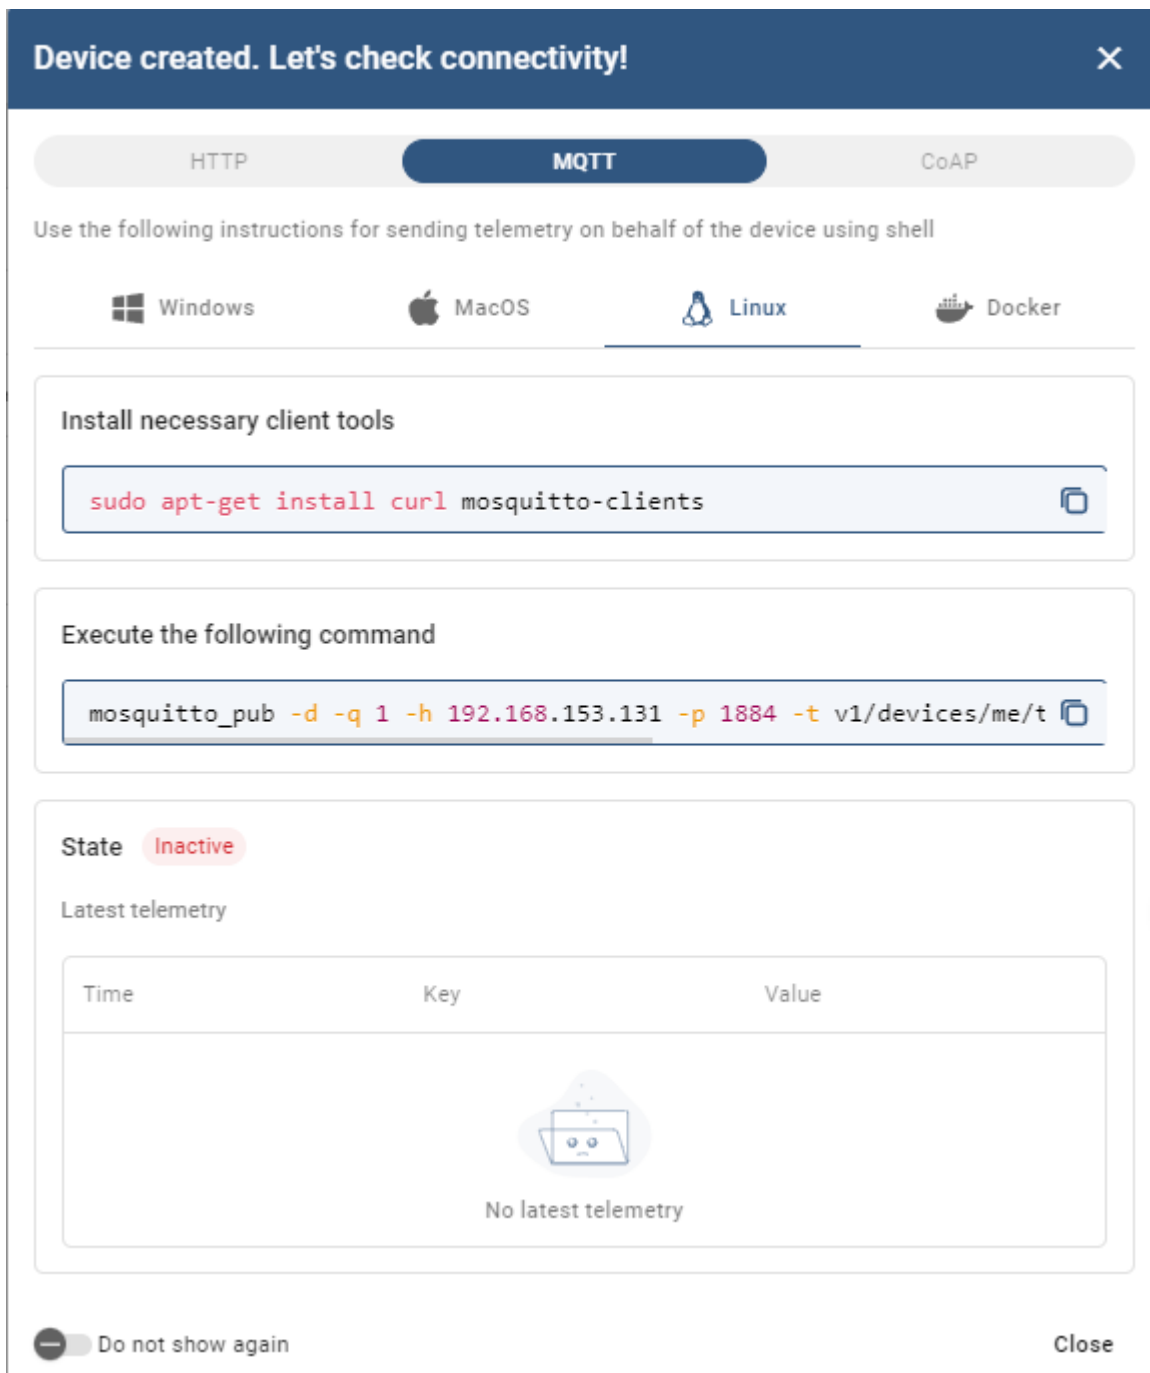 Device created. Let's check connectivity!
HTTP MQTT CoAP
Use the following instructions for sending telemetry on behalf of the device using shell
Windows MacOS Linux Docker
Install necessary client tools
sudo apt-get install curl mosquitto-clients
Execute the following command
mosquitto_pub -d -q 1 -h 192.168.153.131 -p 1884 -t v1/devices/me/t
State Inactive
Latest telemetry
Time Key Value
No latest telemetry
Do not show again Close